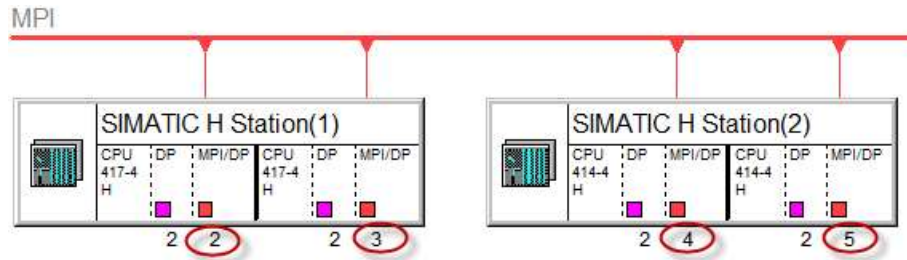 MPI
SIMATIC H Station(1)
CPU 417-4 H DP MPI/DP CPU 417-4 H DP MPI/DP
2 2 2 3
SIMATIC H Station(2)
CPU 414-4 H DP MPI/DP CPU 414-4 H DP MPI/DP
2 4 2 5